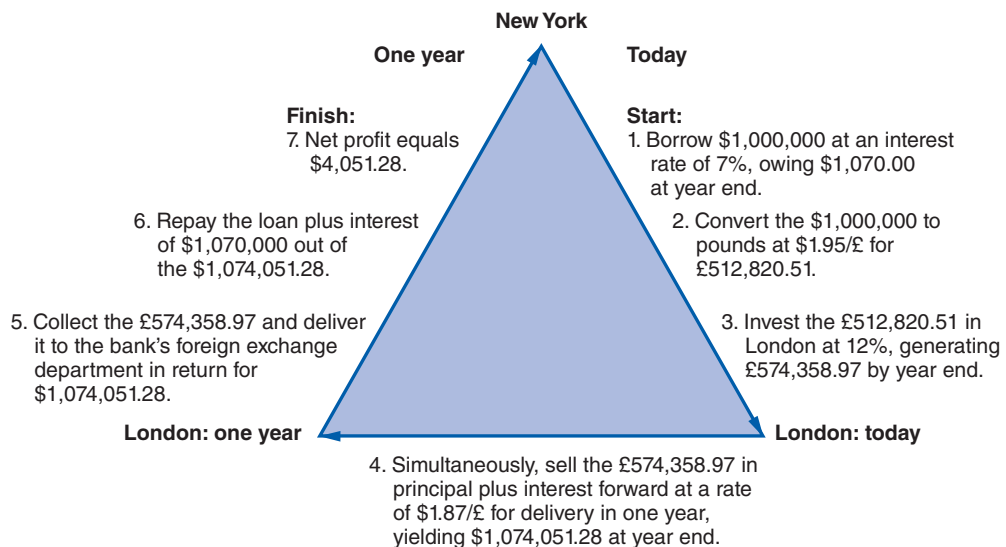 New York
One year
Today
Start:
1. Borrow $1,000,000 at an interest
rate of 7%, owing $1,070.00
at year end.
2. Convert the $1,000,000 to
pounds at $1.95/£ for
£512,820.51.
3. Invest the £512,820.51 in
London at 12%, generating
£574,358.97 by year end.
London: today
4. Simultaneously, sell the £574,358.97 in
principal plus interest forward at a rate
of $1.87/£ for delivery in one year,
yielding $1,074,051.28 at year end.
London: one year
5. Collect the £574,358.97 and deliver
it to the bank's foreign exchange
department in return for
$1,074,051.28.
6. Repay the loan plus interest
of $1,070,000 out of
the $1,074,051.28.
Finish:
7. Net profit equals
$4,051.28.